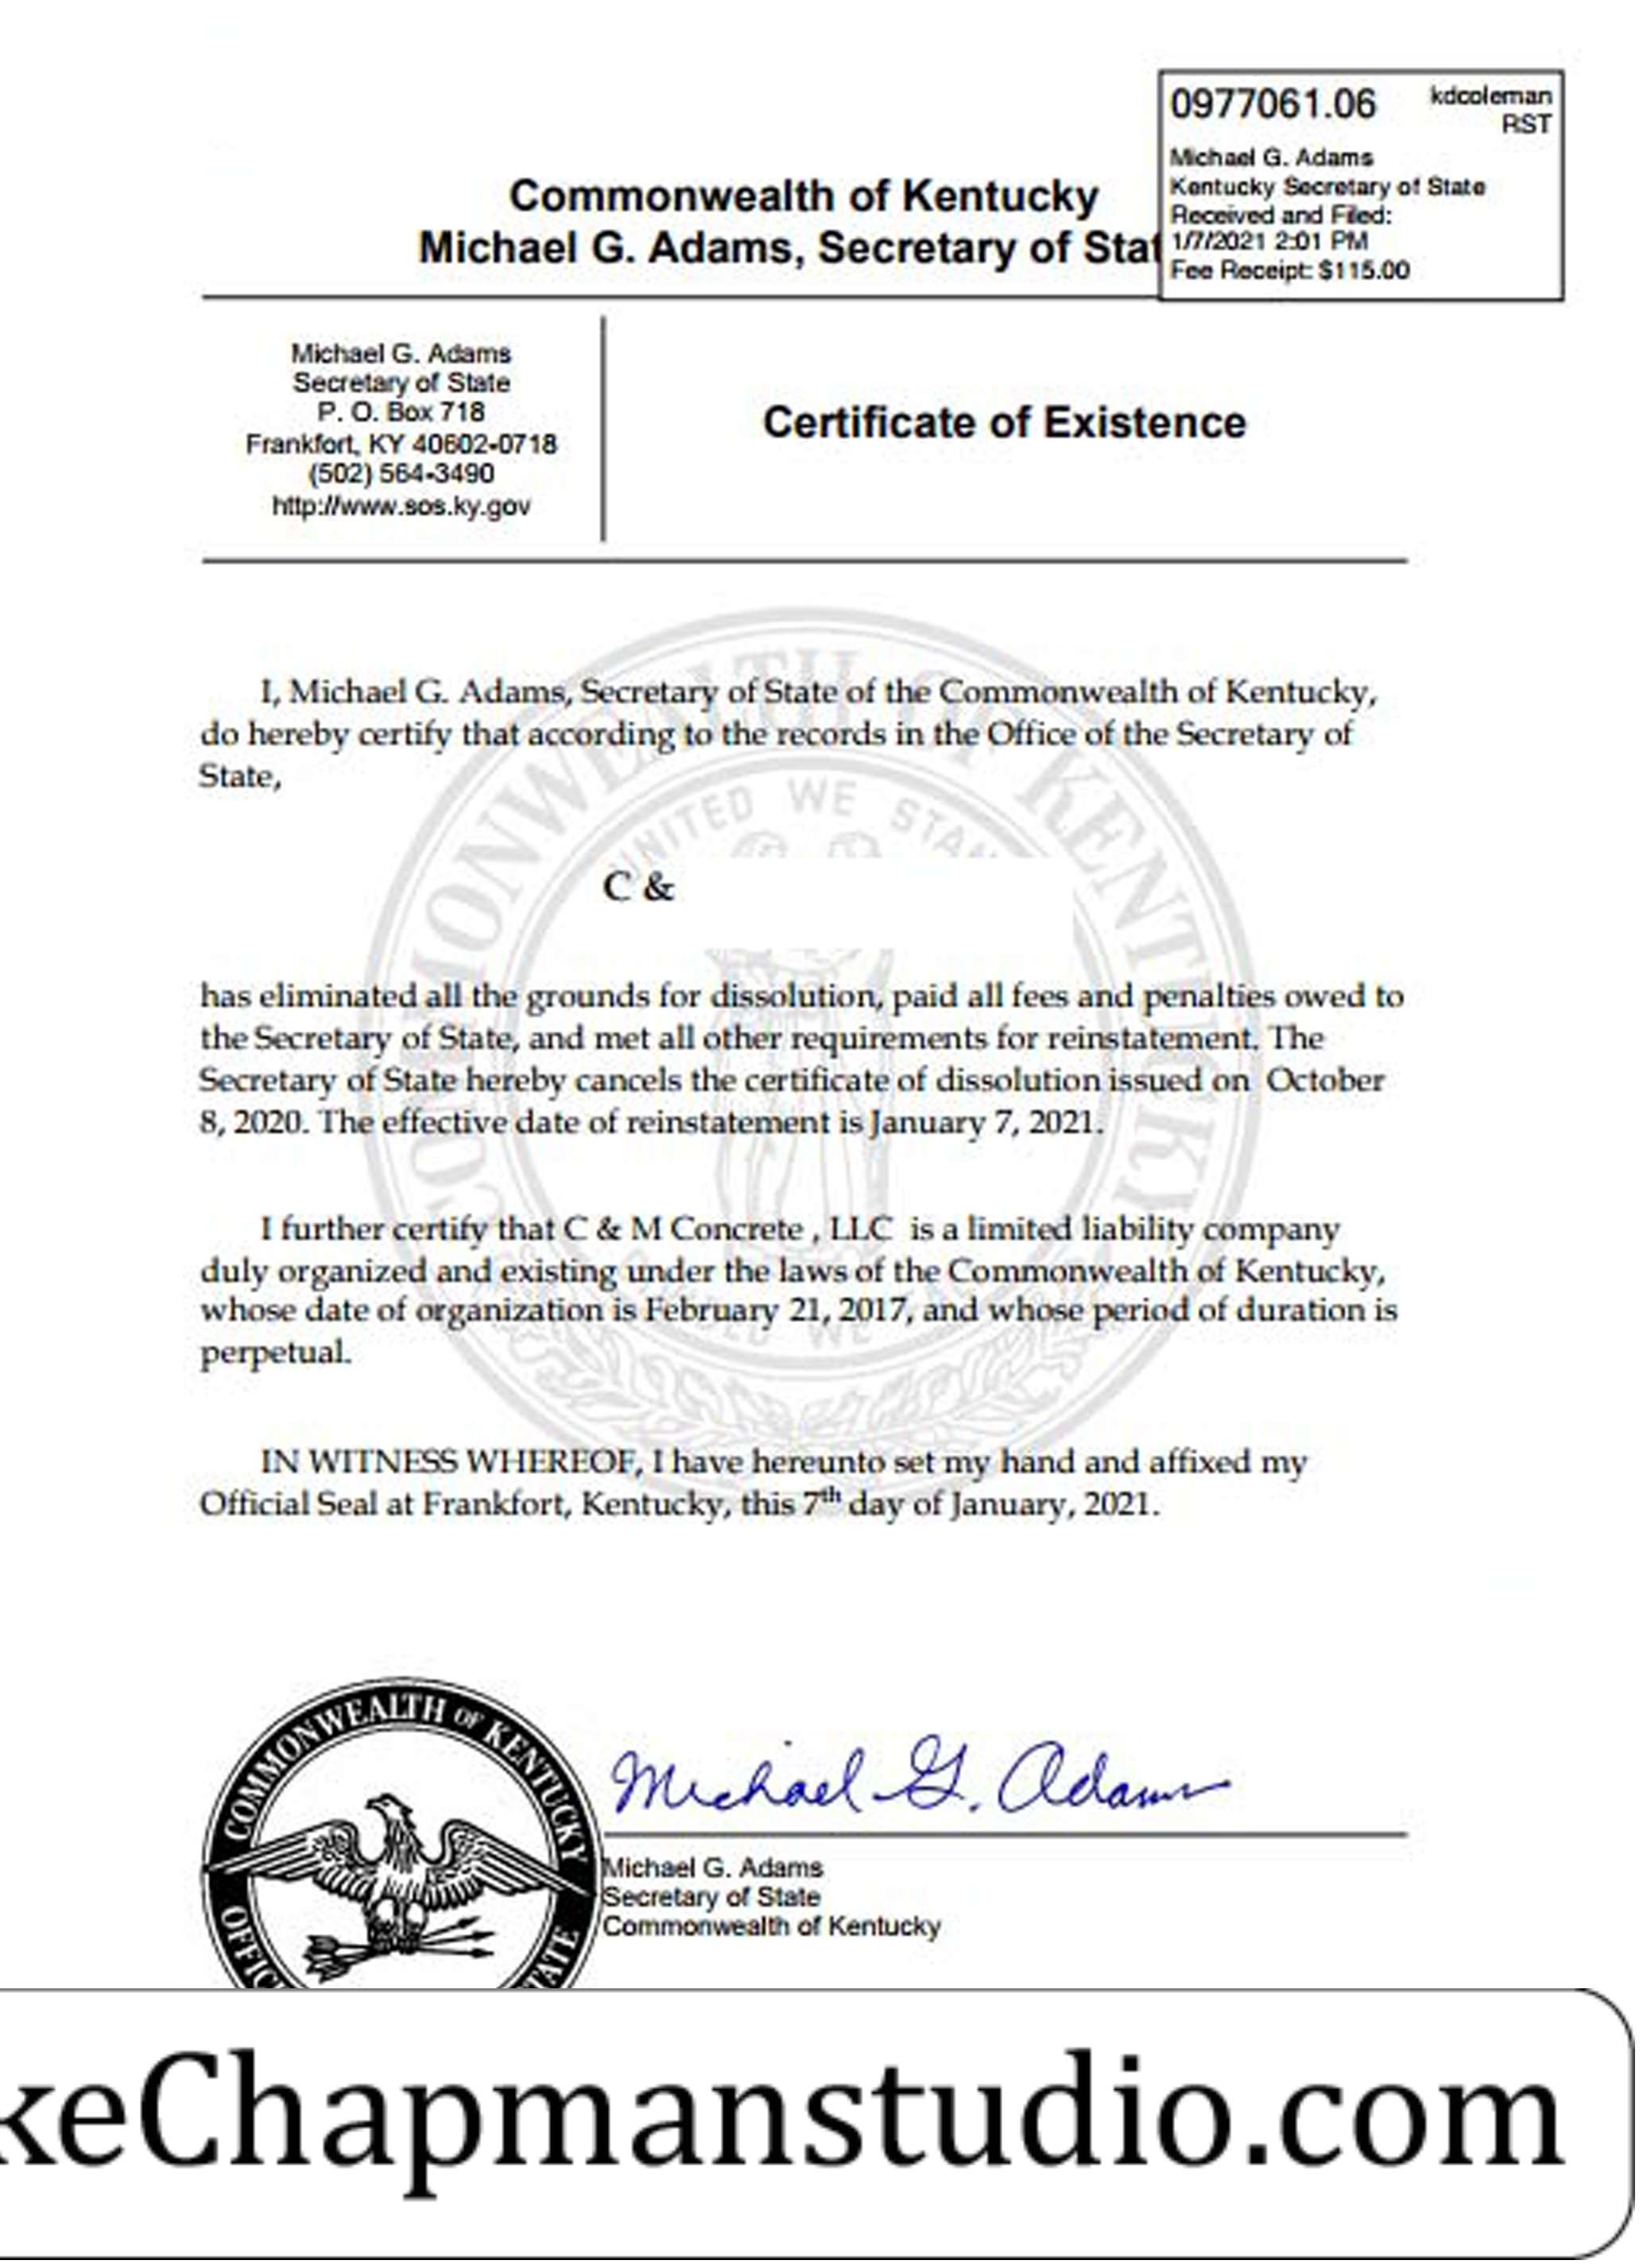 0977061.06 kdcoleman
RST
Michael G. Adams
Kentucky Secretary of State
Received and Filed:
1/7/2021 2:01 PM
Fee Receipt: $115.00
Commonwealth of Kentucky
Michael G. Adams, Secretary of Stat
Michael G. Adams
Secretary of State
P. O. Box 718
Frankfort, KY 40602-0718
(502) 564-3490
http://www.sos.ky.gov
Certificate of Existence
COMMONWEALTH OF KENTUCKY
UNITED WE STAN
I, Michael G. Adams, Secretary of State of the Commonwealth of Kentucky,
do hereby certify that according to the records in the Office of the Secretary of
State,
C &
has eliminated all the grounds for dissolution, paid all fees and penalties owed to
the Secretary of State, and met all other requirements for reinstatement. The
Secretary of State hereby cancels the certificate of dissolution issued on October
8, 2020. The effective date of reinstatement is January 7, 2021.
I further certify that C & M Concrete , LLC is a limited liability company
duly organized and existing under the laws of the Commonwealth of Kentucky,
whose date of organization is February 21, 2017, and whose period of duration is
perpetual.
IN WITNESS WHEREOF, I have hereunto set my hand and affixed my
Official Seal at Frankfort, Kentucky, this 7th day of January, 2021.
COMMONWEALTH OF KENTUCKY
OFFIC
TATE
Michael G. Adams
Michael G. Adams
Secretary of State
Commonwealth of Kentucky
keChapmanstudio.com